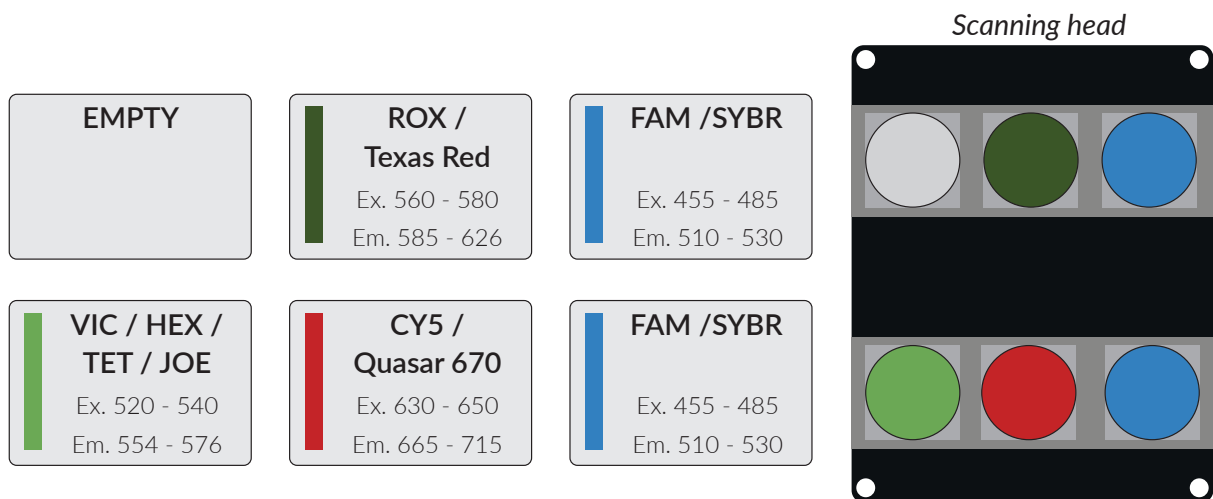 Scanning head
EMPTY
ROX /
Texas Red
Ex. 560 - 580
Em. 585 - 626
FAM /SYBR
Ex. 455 - 485
Em. 510 - 530
VIC / HEX /
TET / JOE
Ex. 520 - 540
Em. 554 - 576
CY5 /
Quasar 670
Ex. 630 - 650
Em. 665 - 715
FAM /SYBR
Ex. 455 - 485
Em. 510 - 530